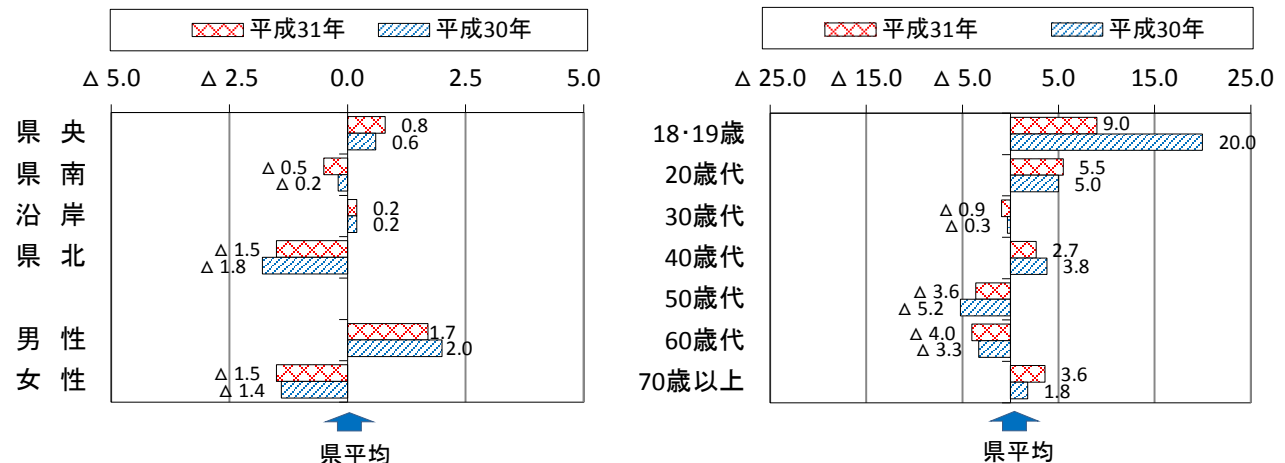 平成31年 平成30年
△ 5.0 △ 2.5 0.0 2.5 5.0
県 央 0.8
0.6
県 南 △ 0.5
△ 0.2
沿 岸 0.2
0.2
県 北 △ 1.5
△ 1.8
男 性 1.7
2.0
女 性 △ 1.5
△ 1.4
県平均
平成31年 平成30年
△ 25.0 △ 15.0 △ 5.0 5.0 15.0 25.0
18･19歳 9.0
20.0
20歳代 5.5
5.0
30歳代 △ 0.9
△ 0.3
40歳代 2.7
3.8
50歳代 △ 3.6
△ 5.2
60歳代 △ 4.0
△ 3.3
70歳以上 3.6
1.8
県平均